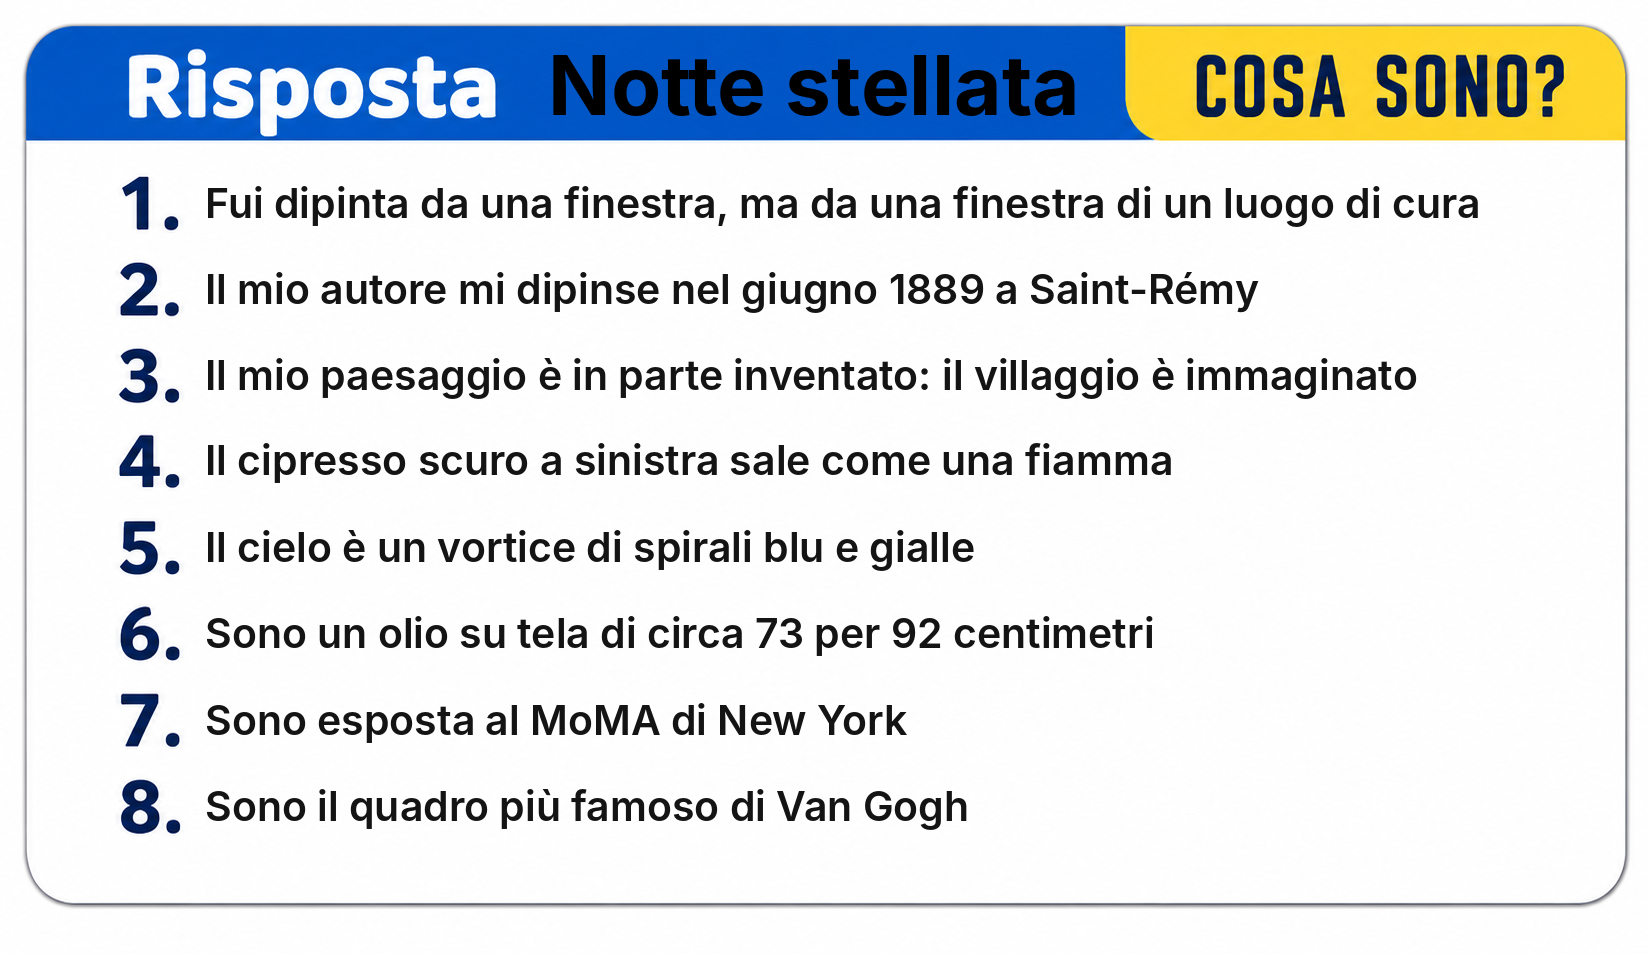 Risposta Notte stellata COSA SONO?
1. Fui dipinta da una finestra, ma da una finestra di un luogo di cura
2. Il mio autore mi dipinse nel giugno 1889 a Saint-Rémy
3. Il mio paesaggio è in parte inventato: il villaggio è immaginato
4. Il cipresso scuro a sinistra sale come una fiamma
5. Il cielo è un vortice di spirali blu e gialle
6. Sono un olio su tela di circa 73 per 92 centimetri
7. Sono esposta al MoMA di New York
8. Sono il quadro più famoso di Van Gogh